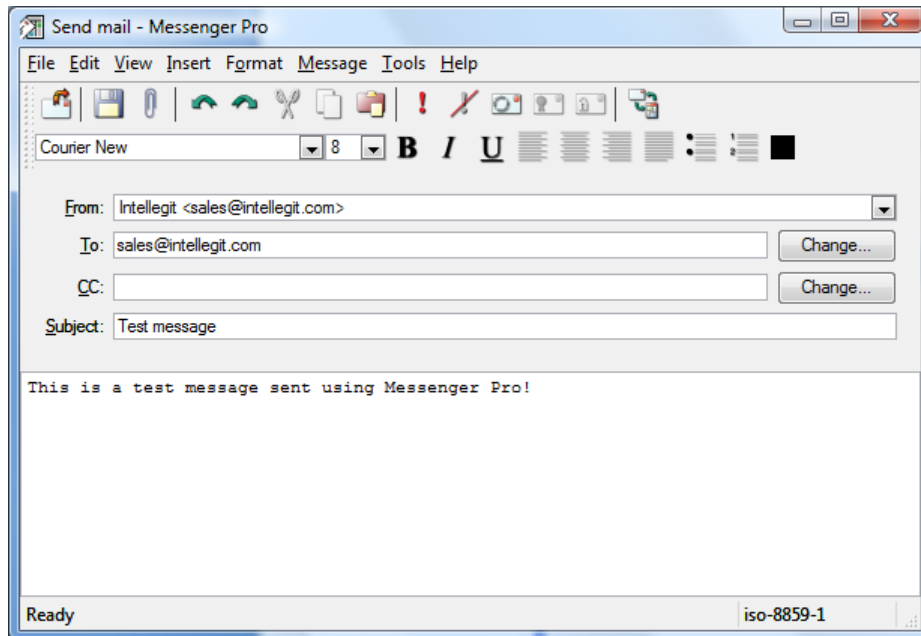 Send mail - Messenger Pro
File Edit View Insert Format Message Tools Help
Courier New 8 B I U
From: Intellegit <sales@intellegit.com>
To: sales@intellegit.com Change...
CC: Change...
Subject: Test message
This is a test message sent using Messenger Pro!
Ready iso-8859-1